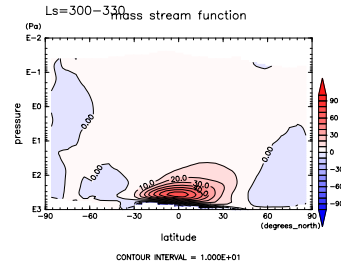 Ls=300-330
mass stream function
(Pa)
E-2
E-1
E0
E1
E2
E3
pressure
0.00
0.00
0.00
10.0
20.0
30.0
-90
-60
-30
0
30
60
90
(degrees_north)
latitude
90
60
30
0
-30
-60
-90
CONTOUR INTERVAL = 1.000E+01